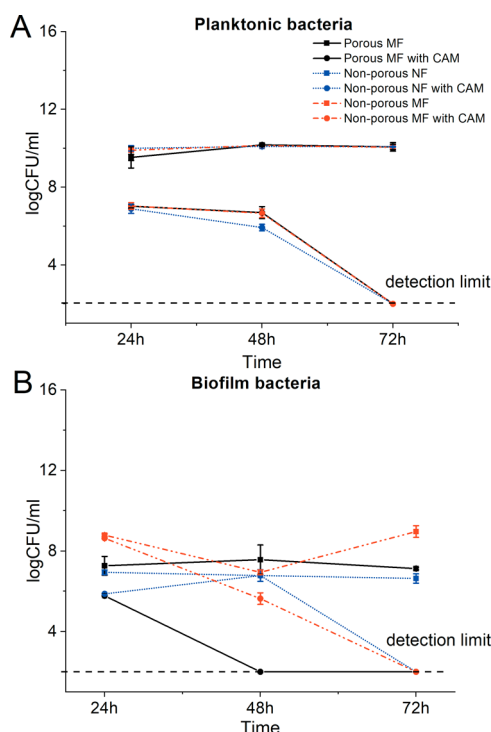 A
Planktonic bacteria
Porous MF
Porous MF with CAM
Non-porous NF
Non-porous NF with CAM
Non-porous MF
Non-porous MF with CAM
logCFU/ml
16
12
8
4
detection limit
24h
48h
72h
Time
B
Biofilm bacteria
logCFU/ml
16
12
8
4
detection limit
24h
48h
72h
Time